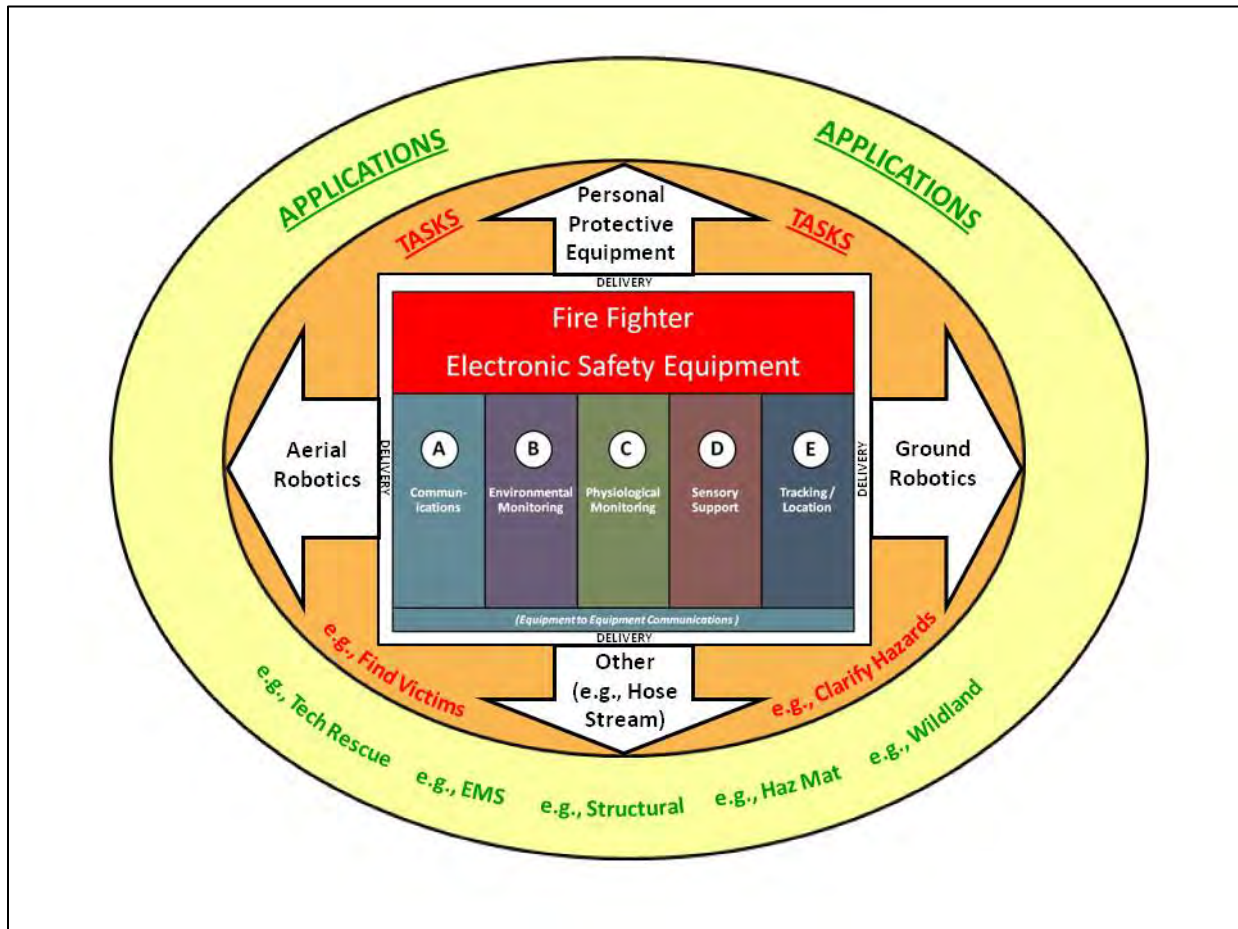 APPLICATIONS
APPLICATIONS
TASKS
TASKS
Personal
Protective
Equipment
DELIVERY
Fire Fighter
Electronic Safety Equipment
Aerial
Robotics
DELIVERY
A
Commun-
ications
B
Environmental
Monitoring
C
Physiological
Monitoring
D
Sensory
Support
E
Tracking /
Location
DELIVERY
Ground
Robotics
(Equipment to Equipment Communications )
DELIVERY
Other
(e.g., Hose
Stream)
e.g., Find Victims
e.g., Clarify Hazards
e.g., Tech Rescue
e.g., EMS
e.g., Structural
e.g., Haz Mat
e.g., Wildland